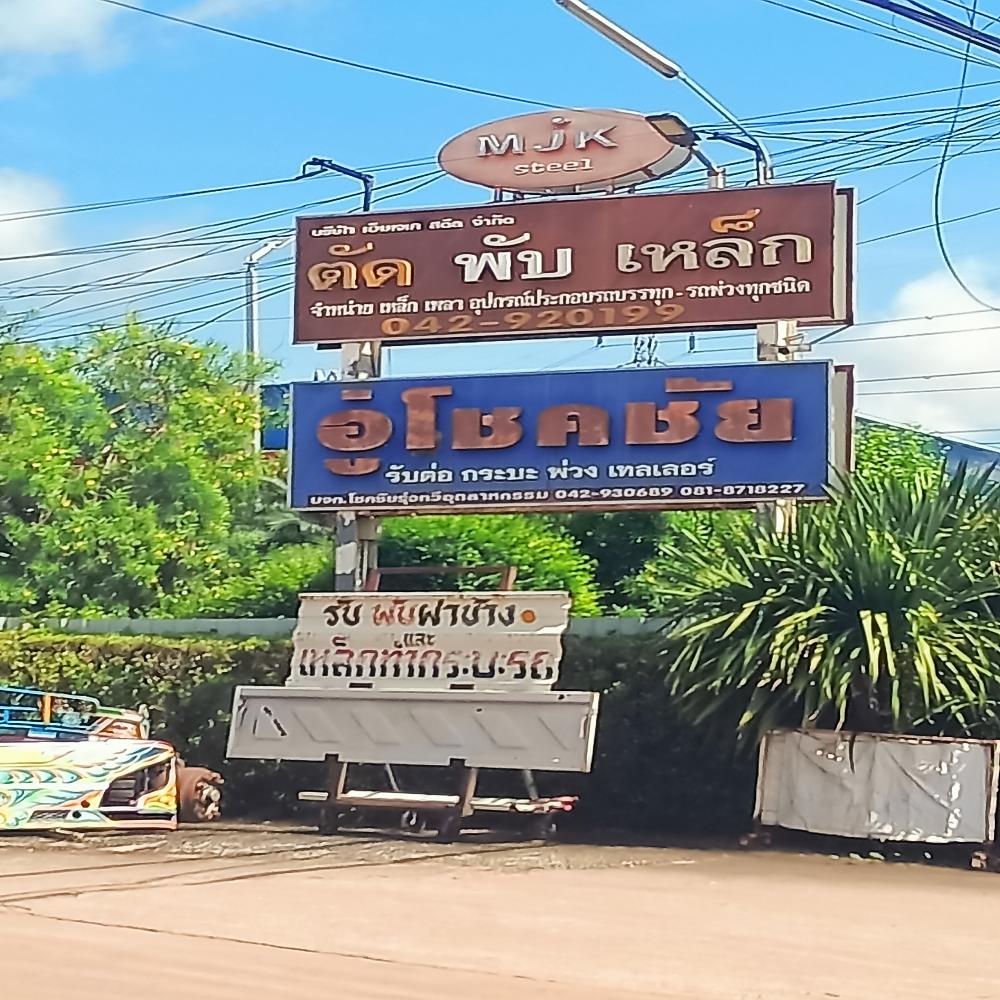 MJK
steel
บริษัท เอ็มเจเค สตีล จำกัด
ตัด พับ เหล็ก
จำหน่าย เหล็ก เพลา อุปกรณ์ประกอบรถบรรทุก-รถพ่วงทุกชนิด
042-920199
อู่โชคชัย
รับต่อ กระบะ พ่วง เทลเลอร์
บจก.โชคชัยรุ่งทวีอุตสาหกรรม 042-930689 081-8718227
รับ พับฝาข้าง
และ
เหล็กทำกระบะรถ